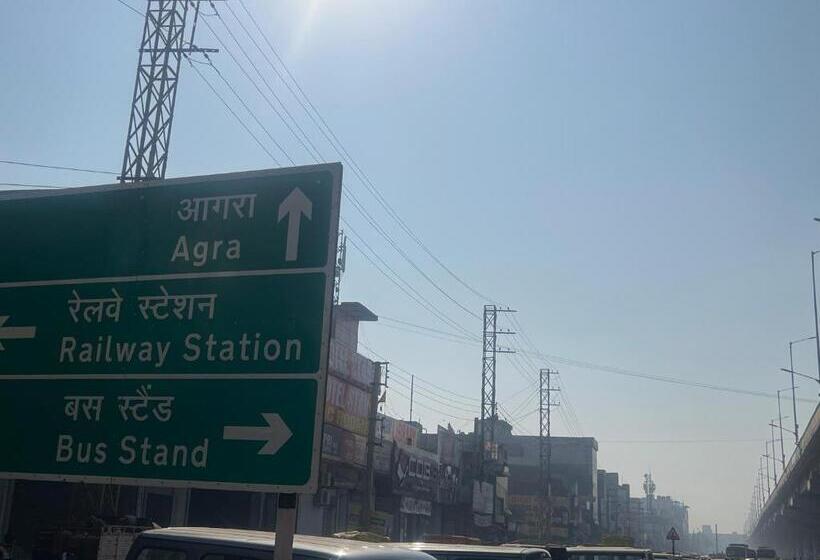 आगरा
Agra
रेलवे स्टेशन
Railway Station
बस स्टैंड
Bus Stand